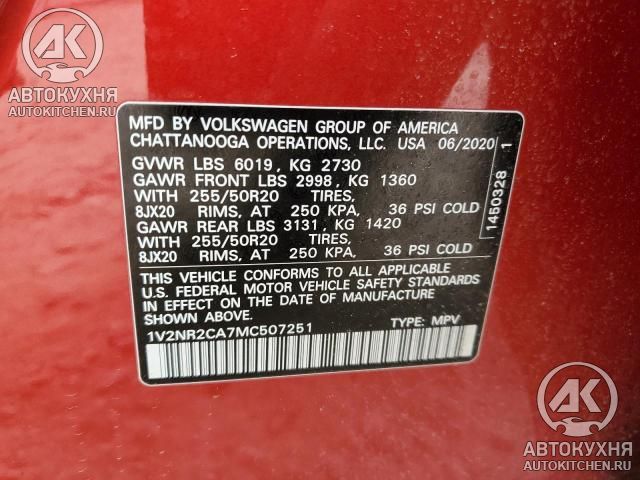 АВТОКУХНЯ
AUTOKITCHEN.RU
MFD BY VOLKSWAGEN GROUP OF AMERICA
CHATTANOOGA OPERATIONS, LLC. USA 06/2020
GVWR LBS 6019, KG 2730
GAWR FRONT LBS 2998, KG 1360
WITH 255/50R20 TIRES,
8JX20 RIMS, AT 250 KPA, 36 PSI COLD
GAWR REAR LBS 3131, KG 1420
WITH 255/50R20 TIRES,
8JX20 RIMS, AT 250 KPA, 36 PSI COLD
THIS VEHICLE CONFORMS TO ALL APPLICABLE
U.S. FEDERAL MOTOR VEHICLE SAFETY STANDARDS
IN EFFECT ON THE DATE OF MANUFACTURE
SHOWN ABOVE.
1V2NR2CA7MC507251 TYPE: MPV
1450328 1
АВТОКУХНЯ
AUTOKITCHEN.RU